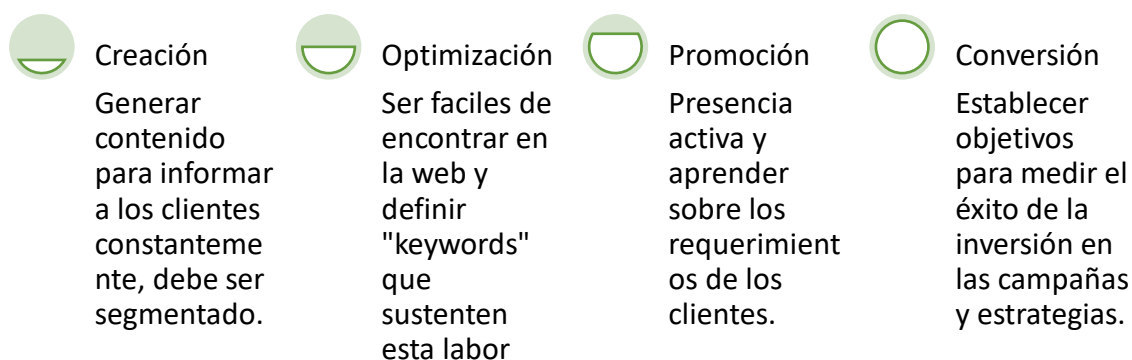 Creación
Generar
contenido
para informar
a los clientes
constanteme
nte, debe ser
segmentado.
Optimización
Ser faciles de
encontrar en
la web y
definir
"keywords"
que
sustenten
esta labor
Promoción
Presencia
activa y
aprender
sobre los
requerimient
os de los
clientes.
Conversión
Establecer
objetivos
para medir el
éxito de la
inversión en
las campañas
y estrategias.